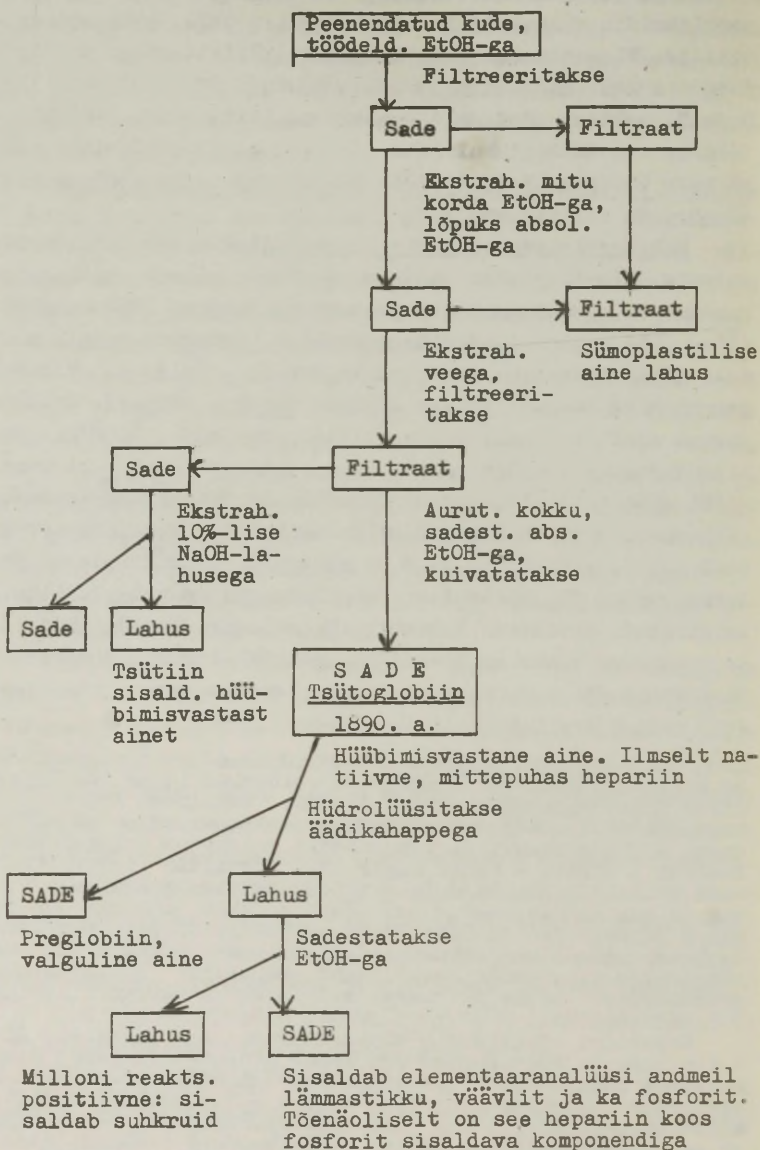 Peenendatud kude,
töödeld. EtOH-ga
Filtreeritakse
Sade
Filtraat
Ekstrah. mitu
korda EtOH-ga,
lõpuks absol.
EtOH-ga
Sade
Filtraat
Ekstrah.
veega,
filtreeri-
takse
Sümoplastilise
aine lahus
Sade
Filtraat
Ekstrah.
10%-lise
NaOH-la-
husega
Aurut. kokku,
sadest. abs.
EtOH-ga,
kuivatatakse
Sade
Lahus
Tsütiin
sisald. hüü-
bimisvastast
ainet
S A D E
Tsütoglobiin
1890. a.
Hüübimisvastane aine. Ilmselt na-
tiivne, mittepuhas hepariin
Hüdrolüüsitakse
äädikahappega
SADE
Lahus
Preglobiin,
valguline aine
Sadestatakse
EtOH-ga
Lahus
SADE
Milloni reakts.
positiivne: si-
saldab suhkruid
Sisaldab elementaaranalüüsi andmeil
lämmastikku, väävlit ja ka fosforit.
Tõenäoliselt on see hepariin koos
fosforit sisaldava komponendiga